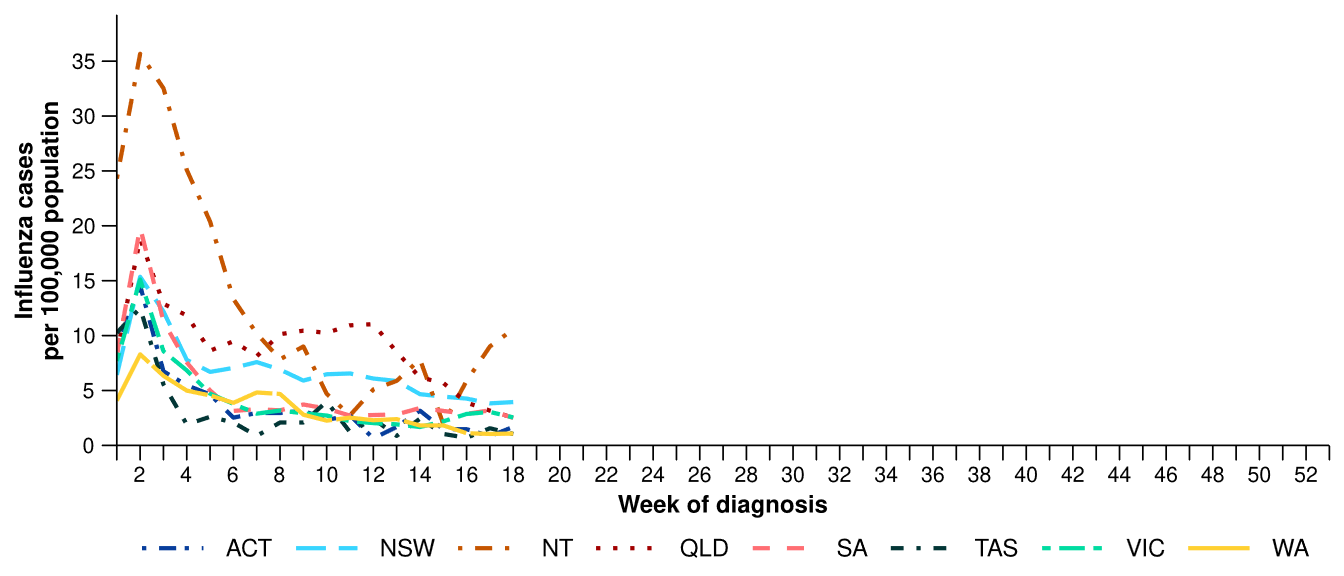 Influenza cases
per 100,000 population
35
30
25
20
15
10
5
0
2 4 6 8 10 12 14 16 18 20 22 24 26 28 30 32 34 36 38 40 42 44 46 48 50 52
Week of diagnosis
ACT NSW NT QLD SA TAS VIC WA